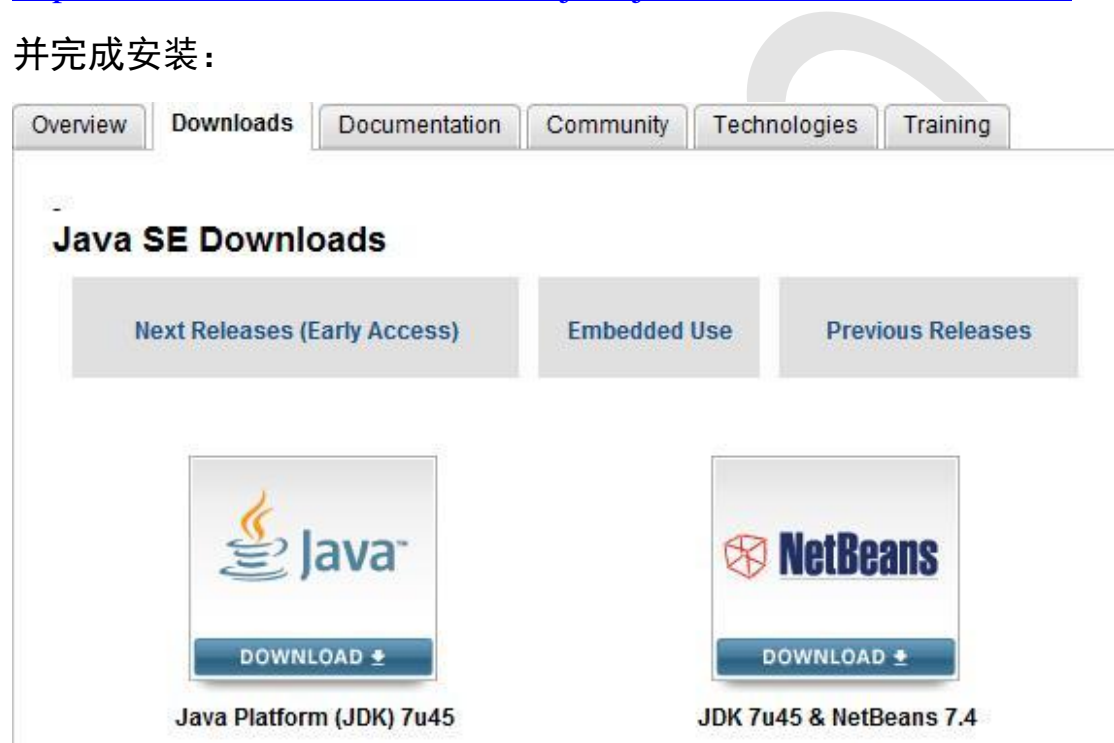 并完成安装：
Overview Downloads Documentation Community Technologies Training
-
Java SE Downloads
Next Releases (Early Access) Embedded Use Previous Releases
Java™ NetBeans
DOWNLOAD DOWNLOAD
Java Platform (JDK) 7u45 JDK 7u45 & NetBeans 7.4